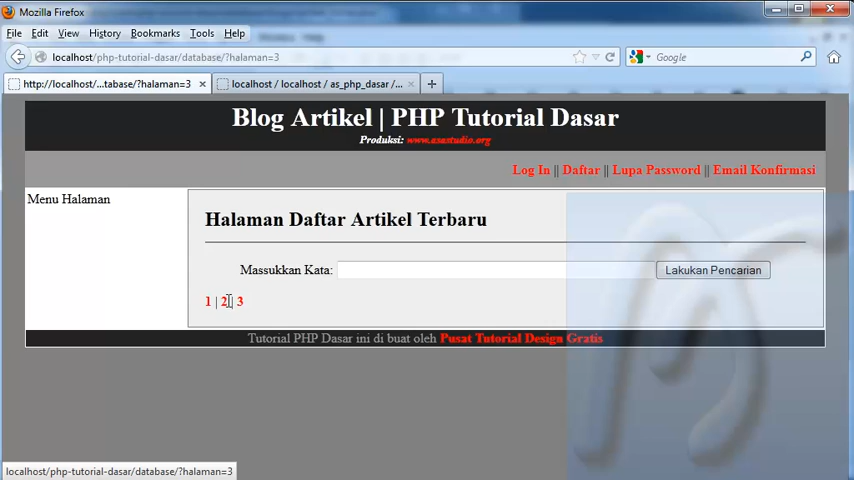 Mozilla Firefox
File Edit View History Bookmarks Tools Help
localhost/php-tutorial-dasar/database/?halaman=3
Google
http://localhost/...tabase/?halaman=3
localhost / localhost / as_php_dasar /...
Blog Artikel | PHP Tutorial Dasar
Produksi: www.asastudio.org
Log In || Daftar || Lupa Password || Email Konfirmasi
Menu Halaman
Halaman Daftar Artikel Terbaru
Massukkan Kata:
Lakukan Pencarian
1 | 2 | 3
Tutorial PHP Dasar ini di buat oleh Pusat Tutorial Design Gratis
localhost/php-tutorial-dasar/database/?halaman=3